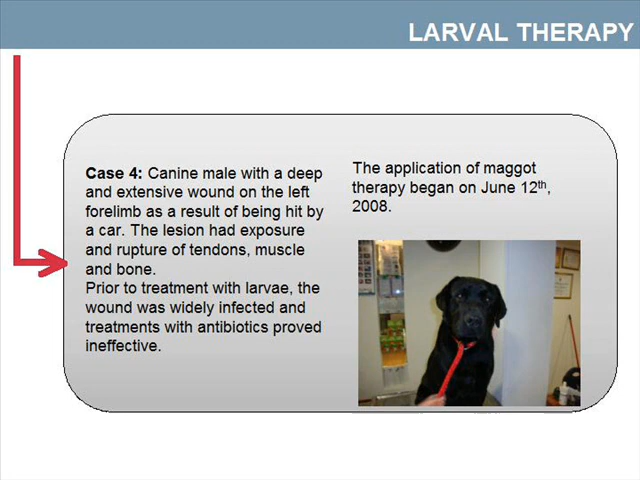 LARVAL THERAPY
Case 4: Canine male with a deep
and extensive wound on the left
forelimb as a result of being hit by
a car. The lesion had exposure
and rupture of tendons, muscle
and bone.
Prior to treatment with larvae, the
wound was widely infected and
treatments with antibiotics proved
ineffective.
The application of maggot
therapy began on June 12th,
2008.